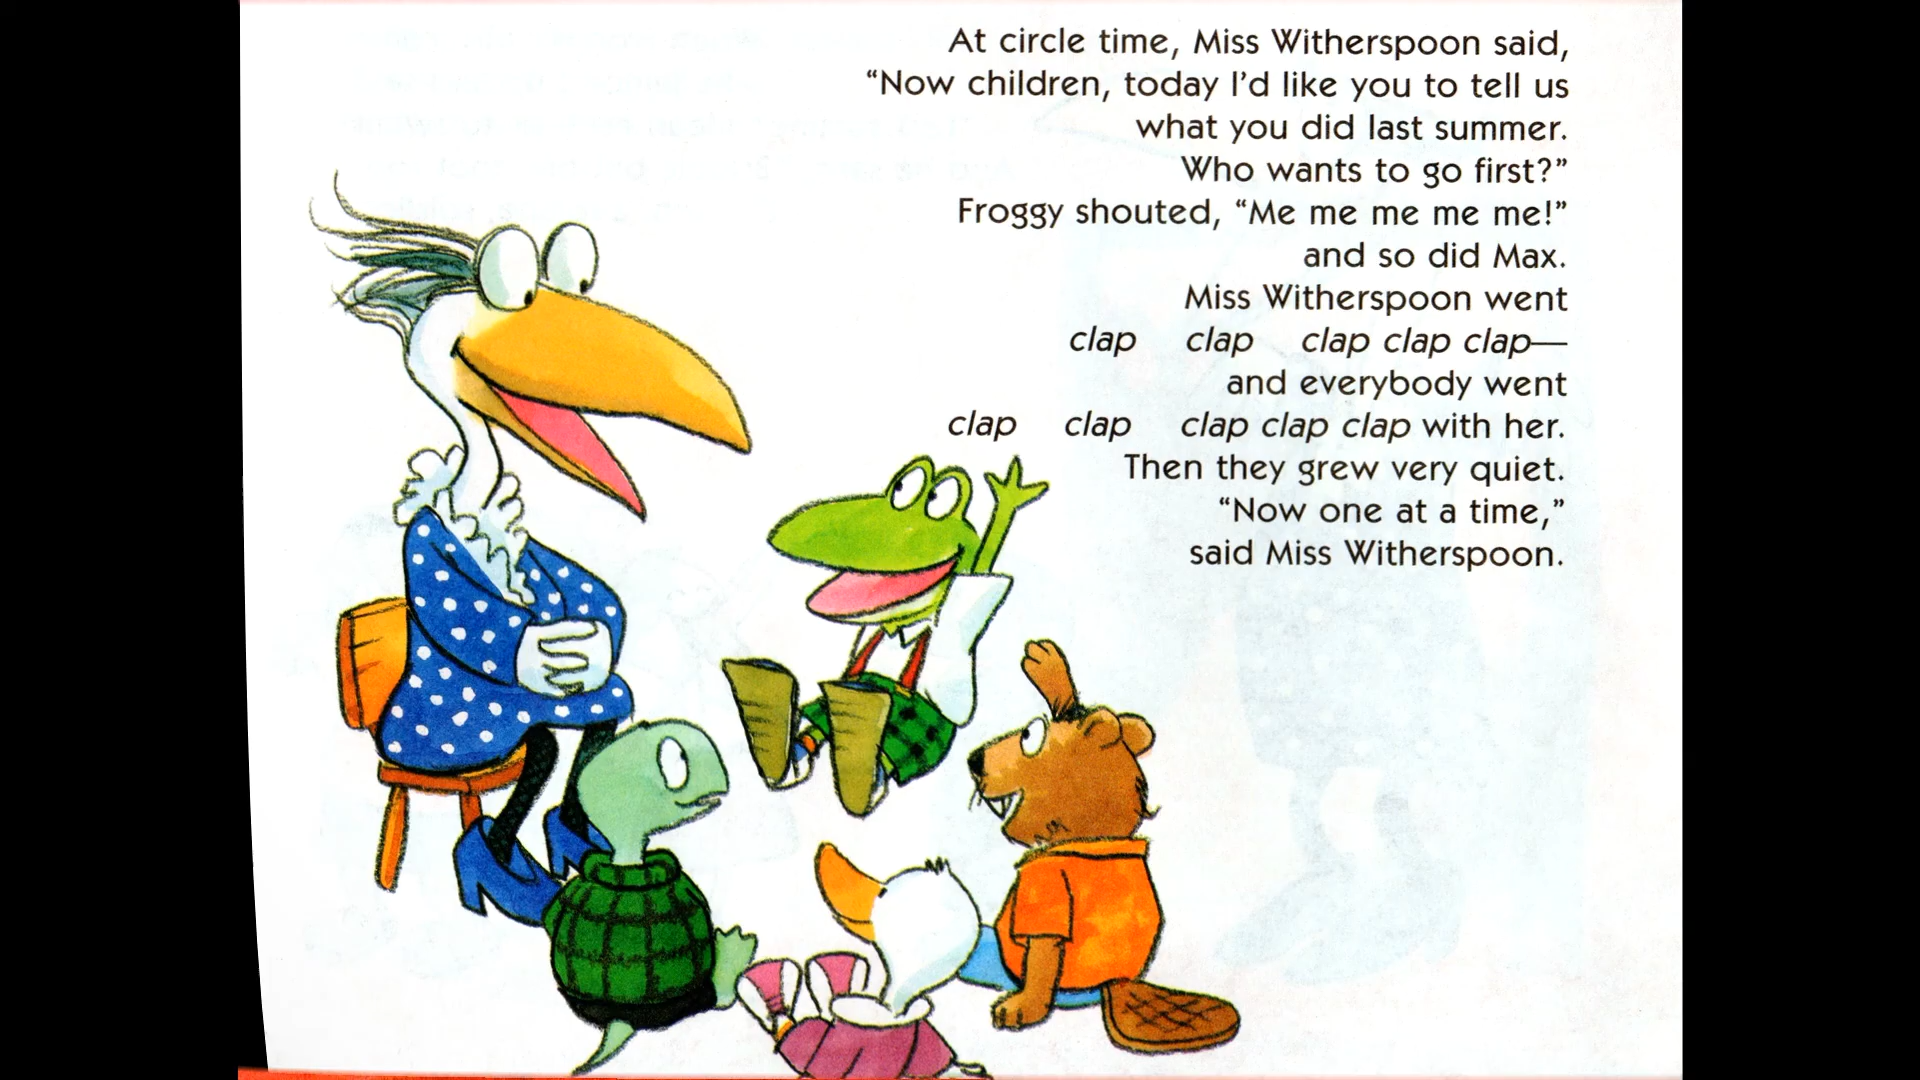 At circle time, Miss Witherspoon said,
“Now children, today I’d like you to tell us
what you did last summer.
Who wants to go first?”
Froggy shouted, “Me me me me me!”
and so did Max.
Miss Witherspoon went
clap clap clap clap clap—
and everybody went
clap clap clap clap clap with her.
Then they grew very quiet.
“Now one at a time,”
said Miss Witherspoon.